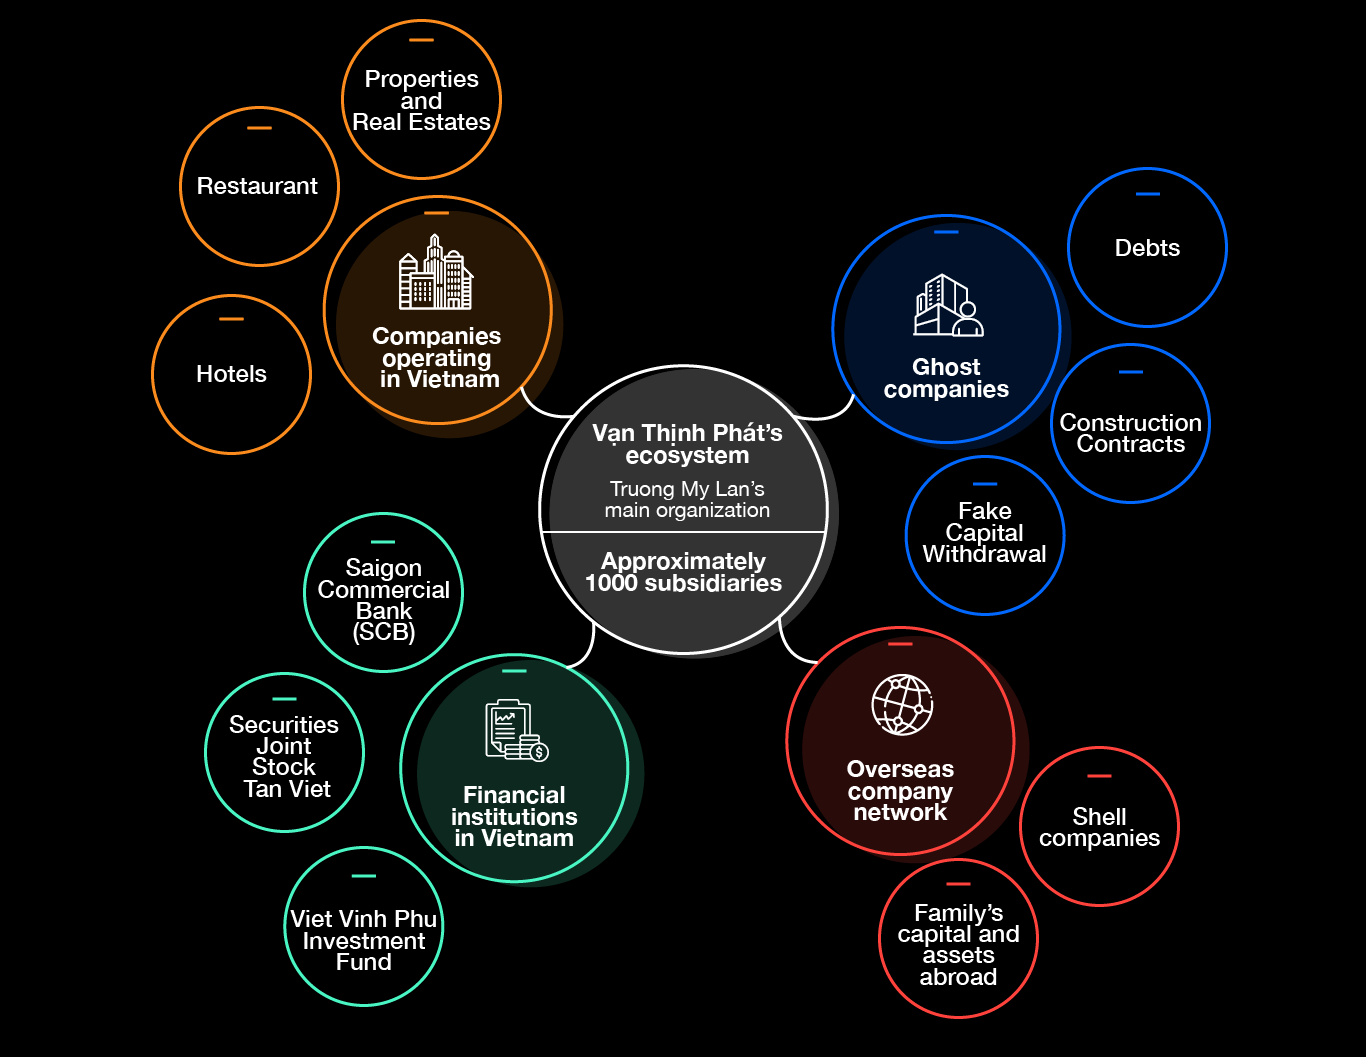 Properties
and
Real Estates
Restaurant
Hotels
Companies
operating
in Vietnam
Vạn Thịnh Phát’s
ecosystem
Truong My Lan’s
main organization
Approximately
1000 subsidiaries
Ghost
companies
Debts
Construction
Contracts
Fake
Capital
Withdrawal
Saigon
Commercial
Bank
(SCB)
Securities
Joint
Stock
Tan Viet
Viet Vinh Phu
Investment
Fund
Financial
institutions
in Vietnam
Overseas
company
network
Shell
companies
Family’s
capital and
assets
abroad